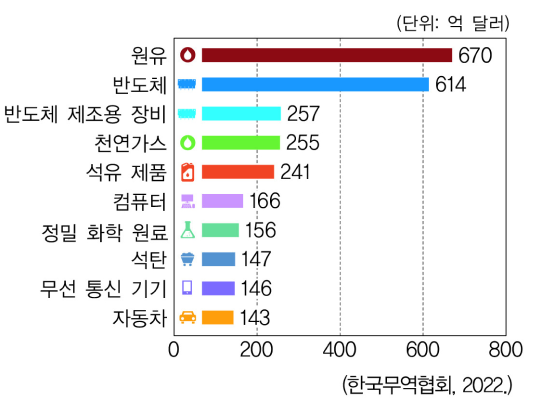 (단위: 억 달러)
원유 670
반도체 614
반도체 제조용 장비 257
천연가스 255
석유 제품 241
컴퓨터 166
정밀 화학 원료 156
석탄 147
무선 통신 기기 146
자동차 143
0 200 400 600 800
(한국무역협회, 2022.)